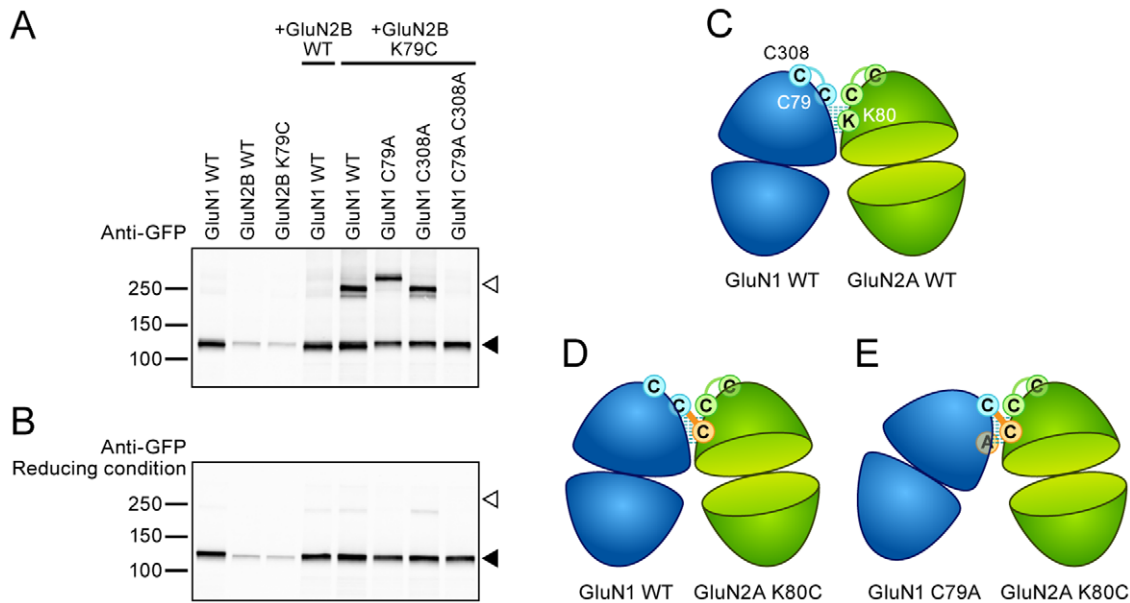 A
+GluN2B
WT
+GluN2B
K79C
GluN1 WT
GluN2B WT
GluN2B K79C
GluN1 WT
GluN1 WT
GluN1 C79A
GluN1 C308A
GluN1 C79A C308A
Anti-GFP
250
150
100
B
Anti-GFP
Reducing condition
250
150
100
C
C308
C C
C C
C79
K K80
GluN1 WT GluN2A WT
D
C C
C C
C
GluN1 WT GluN2A K80C
E
C C C
A C
GluN1 C79A GluN2A K80C